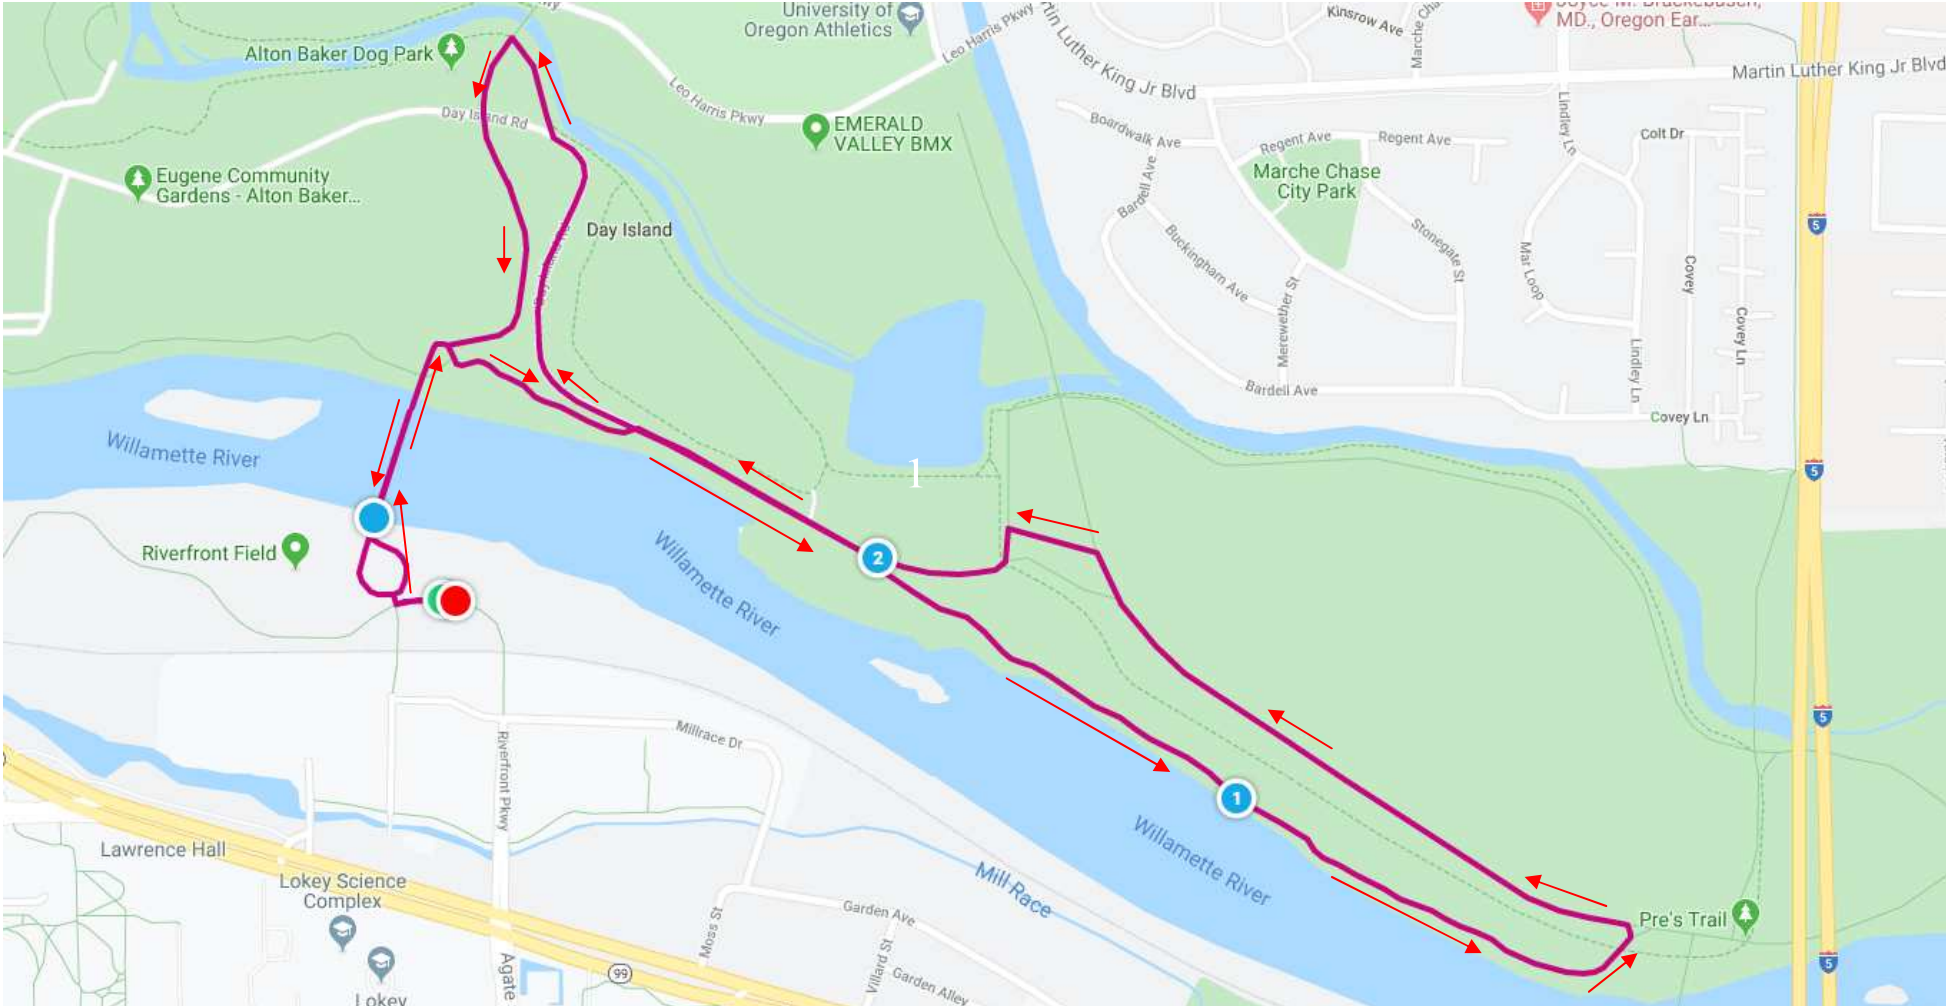 University of
Oregon Athletics
Alton Baker Dog Park
Leo Harris Pkwy
Kinsrow Ave
Marche Cha
MD., Oregon Ear...
Martin Luther King Jr Blvd
Martin Luther King Jr Blvd
Leo Harris Pkwy
Day Island Rd
EMERALD
VALLEY BMX
Boardwalk Ave
Regent Ave
Regent Ave
Lindley Ln
Colt Dr
Eugene Community
Gardens - Alton Baker...
Marche Chase
City Park
Bardell Ave
Day Island
Buckingham Ave
Stonegate St
Mar Loop
Covey
5
Merewether St
Covey Ln
Lindley Ln
Bardell Ave
Covey Ln
Willamette River
1
5
2
Riverfront Field
Willamette River
Millrace Dr
5
Riverfront Pkwy
1
Willamette River
Lawrence Hall
Lokey Science
Complex
Mill Race
Garden Ave
Moss St
Pre's Trail
Villard St
Garden Alley
99
Agate
5
Lokey